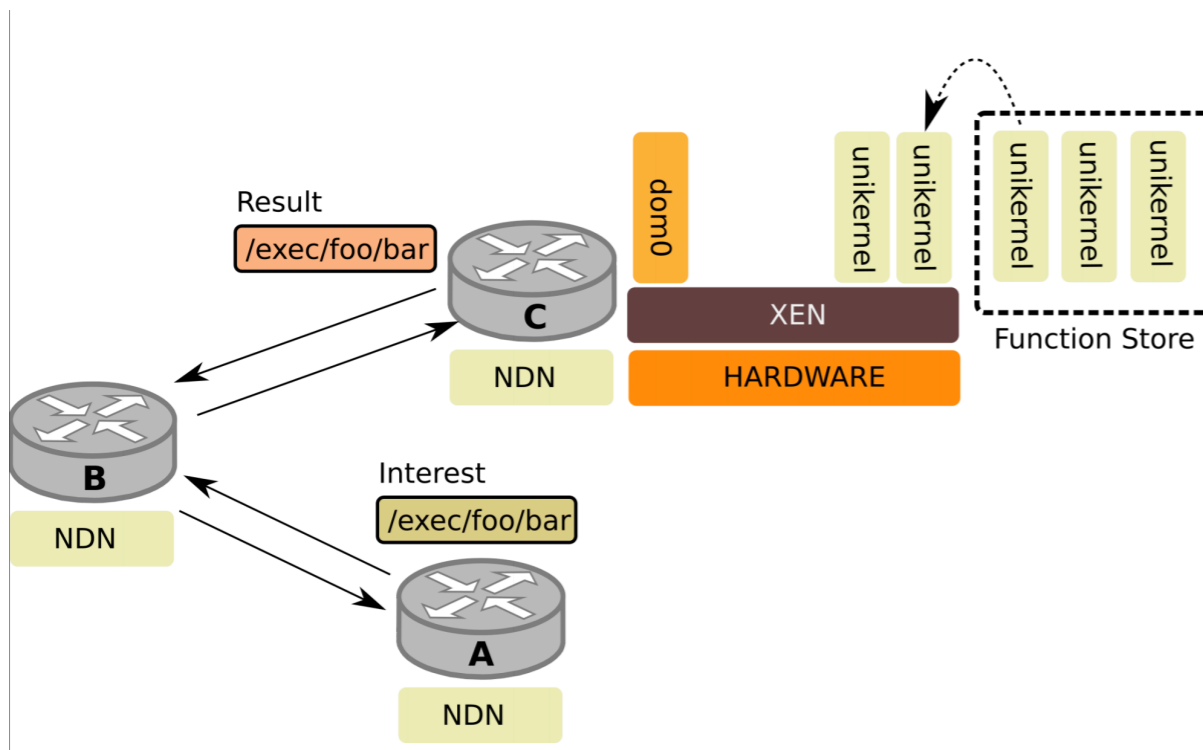 Result
/exec/foo/bar
C
NDN
dom0
unikernel
unikernel
unikernel
unikernel
unikernel
XEN
HARDWARE
Function Store
B
NDN
Interest
/exec/foo/bar
A
NDN